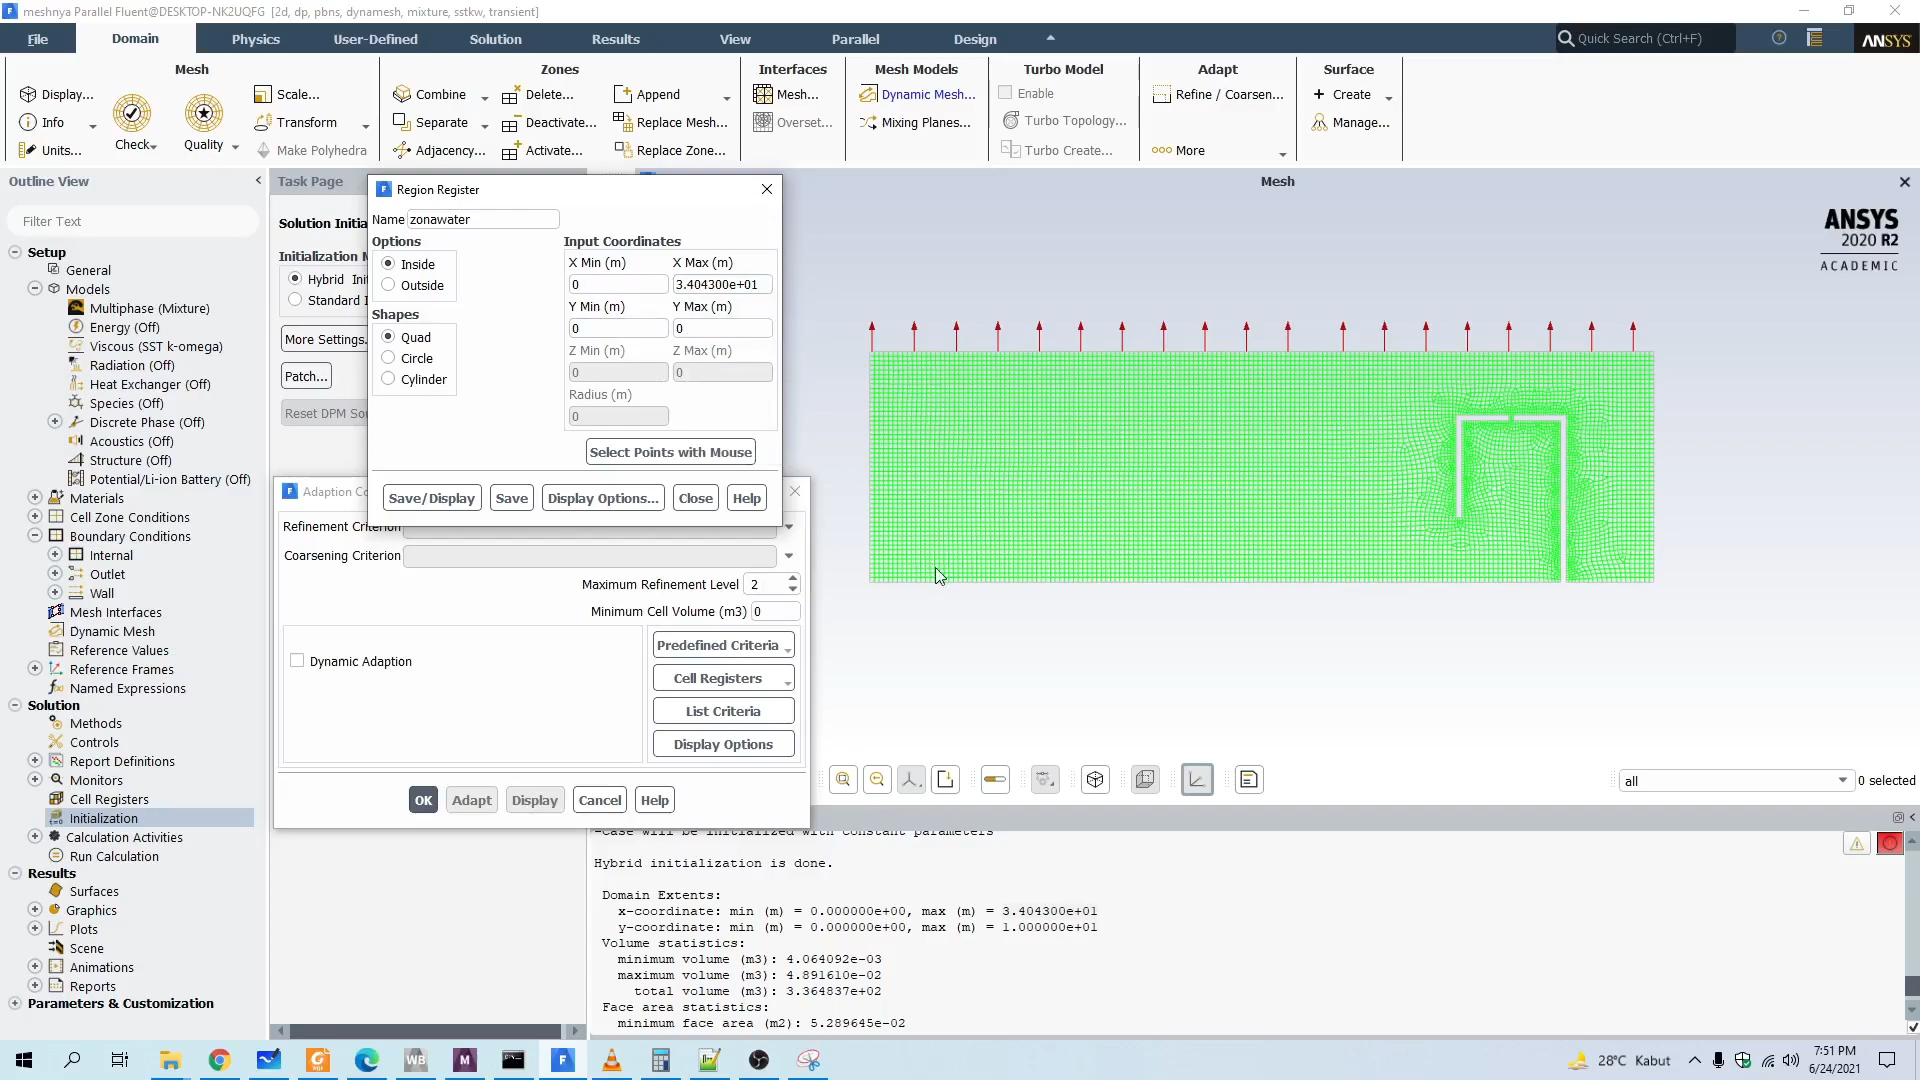 meshnya Parallel Fluent@DESKTOP-NK2UQFG [2d, dp, pbns, dynamesh, mixture, sstkw, transient]
File Domain Physics User-Defined Solution Results View Parallel Design Quick Search (Ctrl+F) ANSYS
Mesh Zones Interfaces Mesh Models Turbo Model Adapt Surface
Display... Scale... Combine Delete... Append Mesh... Dynamic Mesh... Enable Refine / Coarsen... Create
Info Transform Separate Deactivate... Replace Mesh... Overset... Mixing Planes... Turbo Topology... Manage...
Check Quality
Units... Make Polyhedra Adjacency... Activate... Replace Zone... Turbo Create... More
Outline View
Filter Text
Setup
General
Models
Multiphase (Mixture)
Energy (Off)
Viscous (SST k-omega)
Radiation (Off)
Heat Exchanger (Off)
Species (Off)
Discrete Phase (Off)
Acoustics (Off)
Structure (Off)
Potential/Li-ion Battery (Off)
Materials
Cell Zone Conditions
Boundary Conditions
Internal
Outlet
Wall
Mesh Interfaces
Dynamic Mesh
Reference Values
Reference Frames
Named Expressions
Solution
Methods
Controls
Report Definitions
Monitors
Cell Registers
Initialization
Calculation Activities
Run Calculation
Results
Surfaces
Graphics
Plots
Scene
Animations
Reports
Parameters & Customization
Task Page
Solution Initia
Initialization M
Hybrid Init
Standard I
More Settings.
Patch...
Reset DPM Sou
Region Register
Name zonawater
Options
Inside
Outside
Shapes
Quad
Circle
Cylinder
Input Coordinates
X Min (m) X Max (m)
0 3.404300e+01
Y Min (m) Y Max (m)
0 0
Z Min (m) Z Max (m)
0 0
Radius (m)
0
Select Points with Mouse
Save/Display Save Display Options... Close Help
Adaption Co
Refinement Criterion
Coarsening Criterion
Maximum Refinement Level 2
Minimum Cell Volume (m3) 0
Dynamic Adaption
Predefined Criteria
Cell Registers
List Criteria
Display Options
OK Adapt Display Cancel Help
Mesh
ANSYS
2020 R2
ACADEMIC
all 0 selected
-Case will be initialized with constant parameters
Hybrid initialization is done.
Domain Extents:
x-coordinate: min (m) = 0.000000e+00, max (m) = 3.404300e+01
y-coordinate: min (m) = 0.000000e+00, max (m) = 1.000000e+01
Volume statistics:
minimum volume (m3): 4.064092e-03
maximum volume (m3): 4.891610e-02
total volume (m3): 3.364837e+02
Face area statistics:
minimum face area (m2): 5.289645e-02
28°C Kabut
7:51 PM
6/24/2021